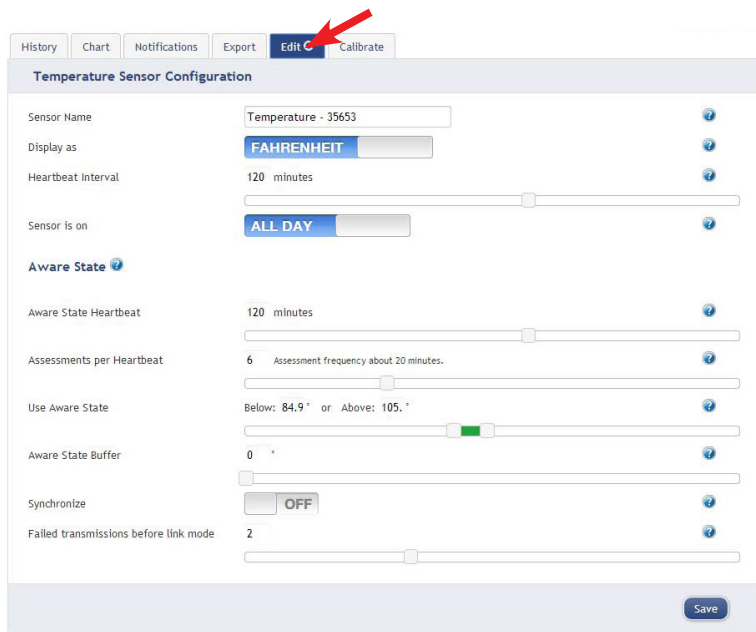 History Chart Notifications Export Edit Calibrate
Temperature Sensor Configuration
Sensor Name Temperature - 35653 ?
Display as FAHRENHEIT ?
Heartbeat Interval 120 minutes ?
Sensor is on ALL DAY ?
Aware State ?
Aware State Heartbeat 120 minutes ?
Assessments per Heartbeat 6 Assessment frequency about 20 minutes. ?
Use Aware State Below: 84.9 ° or Above: 105. ° ?
Aware State Buffer 0 ° ?
Synchronize OFF ?
Failed transmissions before link mode 2 ?
Save